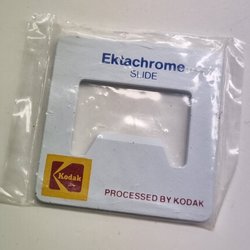 Ektachrome
SLIDE
Kodak
PROCESSED BY KODAK